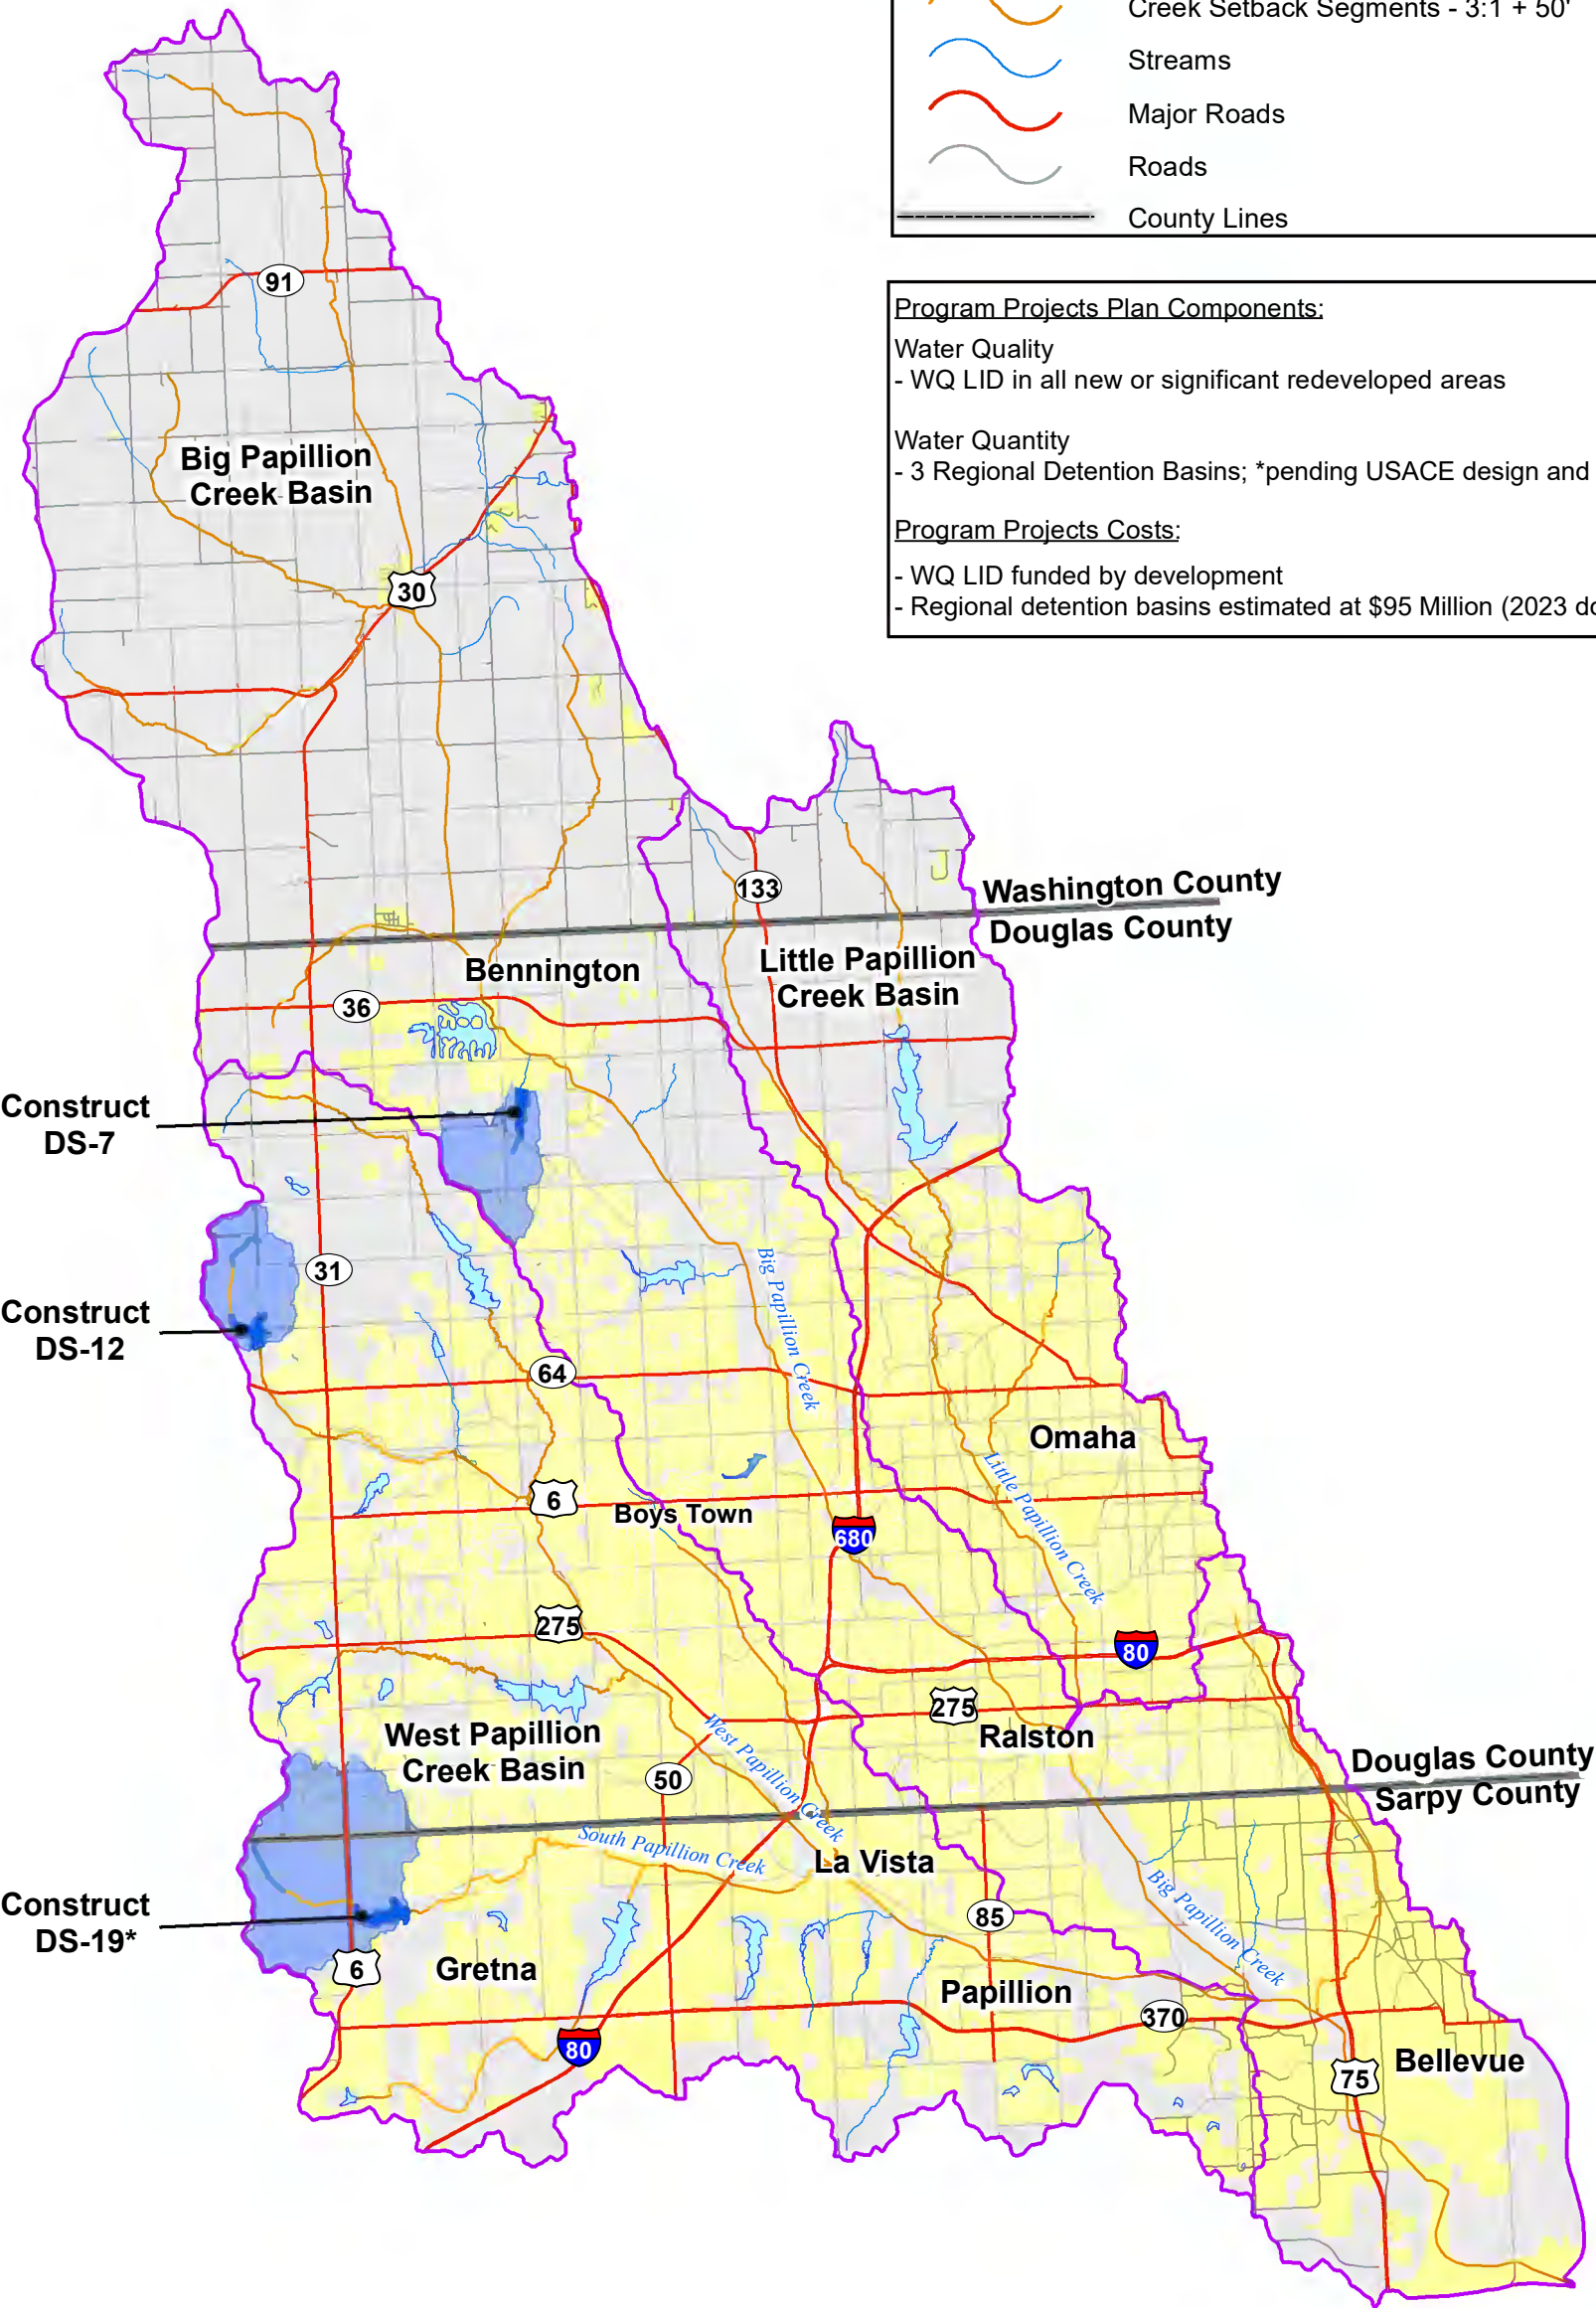 Creek Setback Segments - 3:1 + 50'
Streams
Major Roads
Roads
County Lines
Program Projects Plan Components:
Water Quality
- WQ LID in all new or significant redeveloped areas
Water Quantity
- 3 Regional Detention Basins; *pending USACE design and
Program Projects Costs:
- WQ LID funded by development
- Regional detention basins estimated at $95 Million (2023 do
91
Big Papillion
Creek Basin
30
133
Washington County
Douglas County
Little Papillion
Creek Basin
Bennington
36
Construct
DS-7
31
Construct
DS-12
Big Papillion Creek
64
Omaha
Little Papillion Creek
6
Boys Town
680
275
80
275
Ralston
West Papillion
Creek Basin
West Papillion Creek
50
Douglas County
Sarpy County
South Papillion Creek
La Vista
Big Papillion Creek
Construct
DS-19*
85
6
Gretna
Papillion
370
80
75
Bellevue